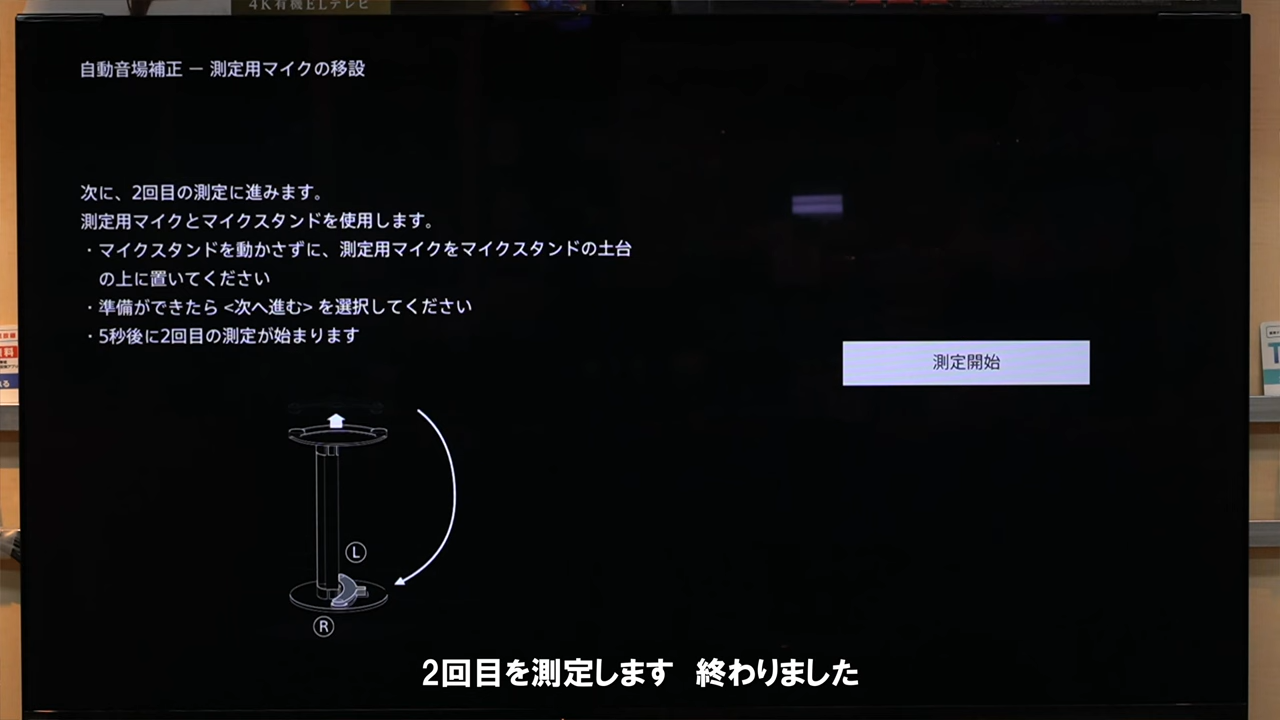 4K有機ELテレビ
自動音場補正 － 測定用マイクの移設
次に、2回目の測定に進みます。
測定用マイクとマイクスタンドを使用します。
・マイクスタンドを動かさずに、測定用マイクをマイクスタンドの土台
の上に置いてください
・準備ができたら <次へ進む> を選択してください
・5秒後に2回目の測定が始まります
測定開始
L
R
2回目を測定します　終わりました